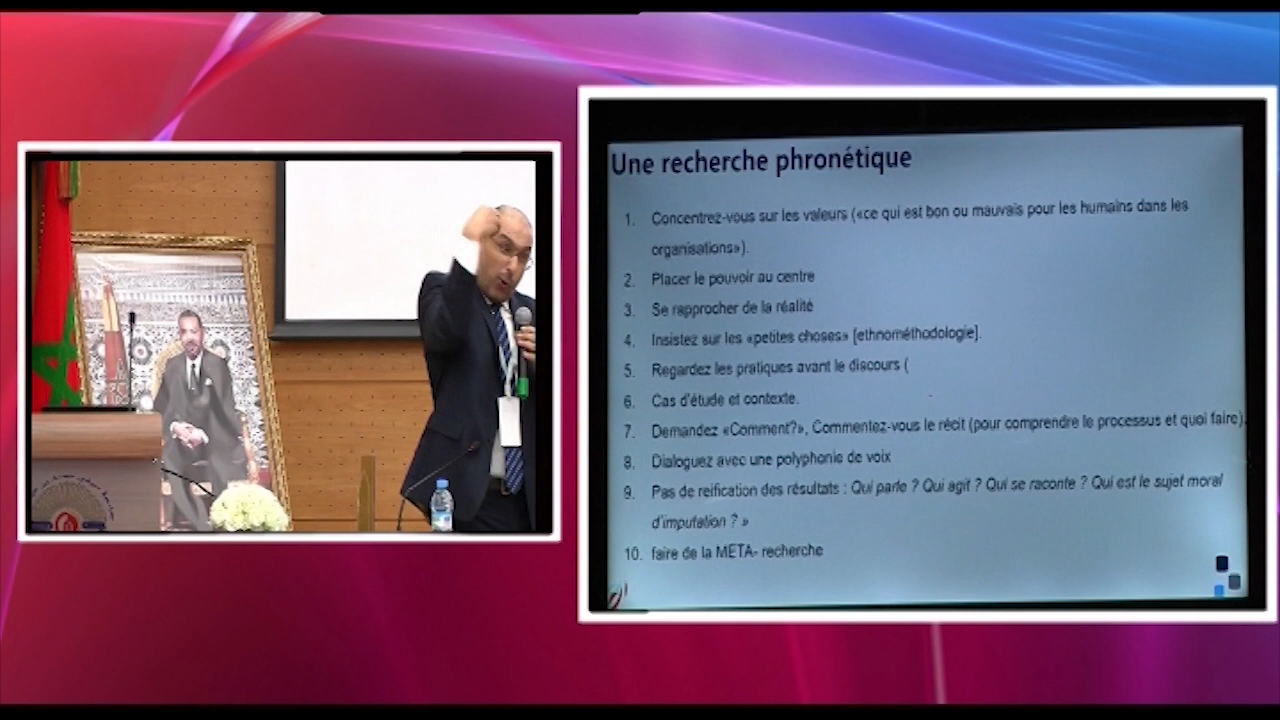 Une recherche phronétique
1. Concentrez-vous sur les valeurs («ce qui est bon ou mauvais pour les humains dans les
organisations»).
2. Placer le pouvoir au centre
3. Se rapprocher de la réalité
4. Insistez sur les «petites choses» [ethnométhodologie].
5. Regardez les pratiques avant le discours (
6. Cas d'étude et contexte.
7. Demandez «Comment?», Commentez-vous le récit (pour comprendre le processus et quoi faire).
8. Dialoguez avec une polyphonie de voix
9. Pas de reification des résultats : Qui parle ? Qui agit ? Qui se raconte ? Qui est le sujet moral
d'imputation ? »
10. faire de la META- recherche